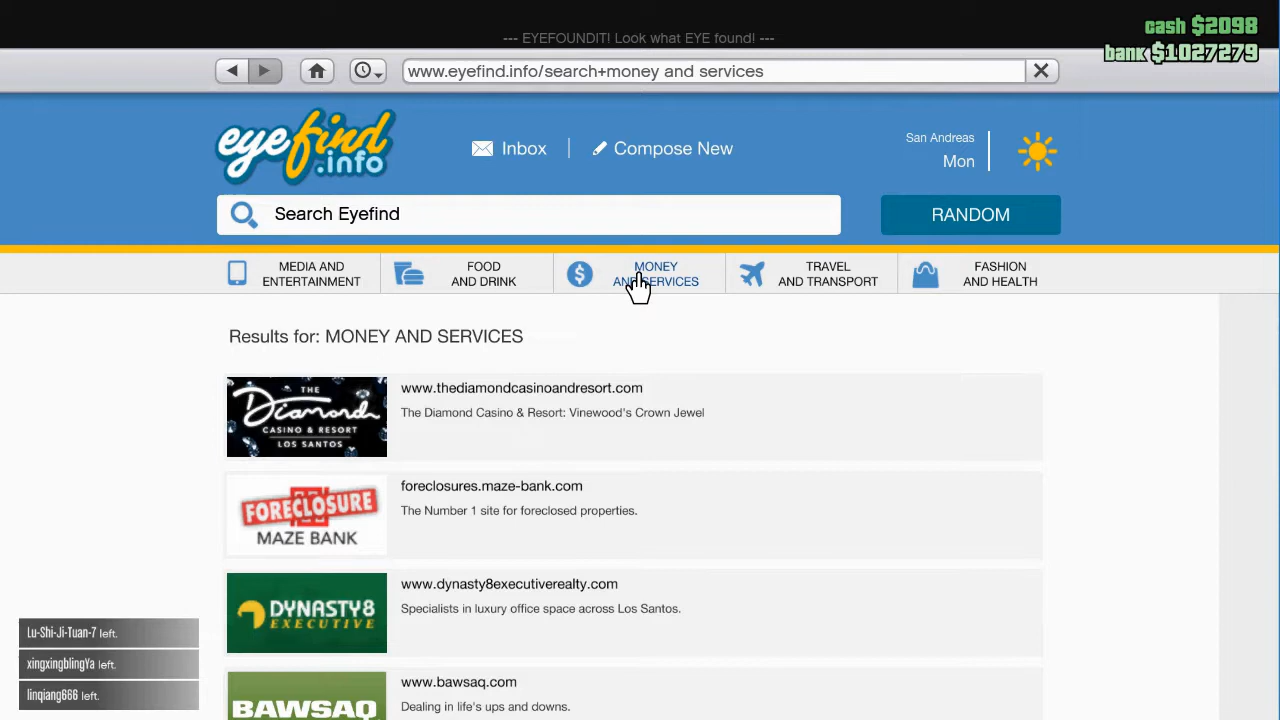 cash $2098
--- EYEFOUNDIT! Look what EYE found! ---
bank $1027279
www.eyefind.info/search+money and services
eyefind
.info
Inbox
Compose New
San Andreas
Mon
Search Eyefind
RANDOM
MEDIA AND
ENTERTAINMENT
FOOD
AND DRINK
MONEY
AND SERVICES
TRAVEL
AND TRANSPORT
FASHION
AND HEALTH
Results for: MONEY AND SERVICES
THE
Diamond
CASINO & RESORT
LOS SANTOS
www.thediamondcasinoandresort.com
The Diamond Casino & Resort: Vinewood's Crown Jewel
FORECLOSURE
MAZE BANK
foreclosures.maze-bank.com
The Number 1 site for foreclosed properties.
DYNASTY8
EXECUTIVE
www.dynasty8executiverealty.com
Specialists in luxury office space across Los Santos.
BAWSAQ
www.bawsaq.com
Dealing in life's ups and downs.
Lu-Shi-Ji-Tuan-7 left.
xingxingblingYa left.
linqiang666 left.